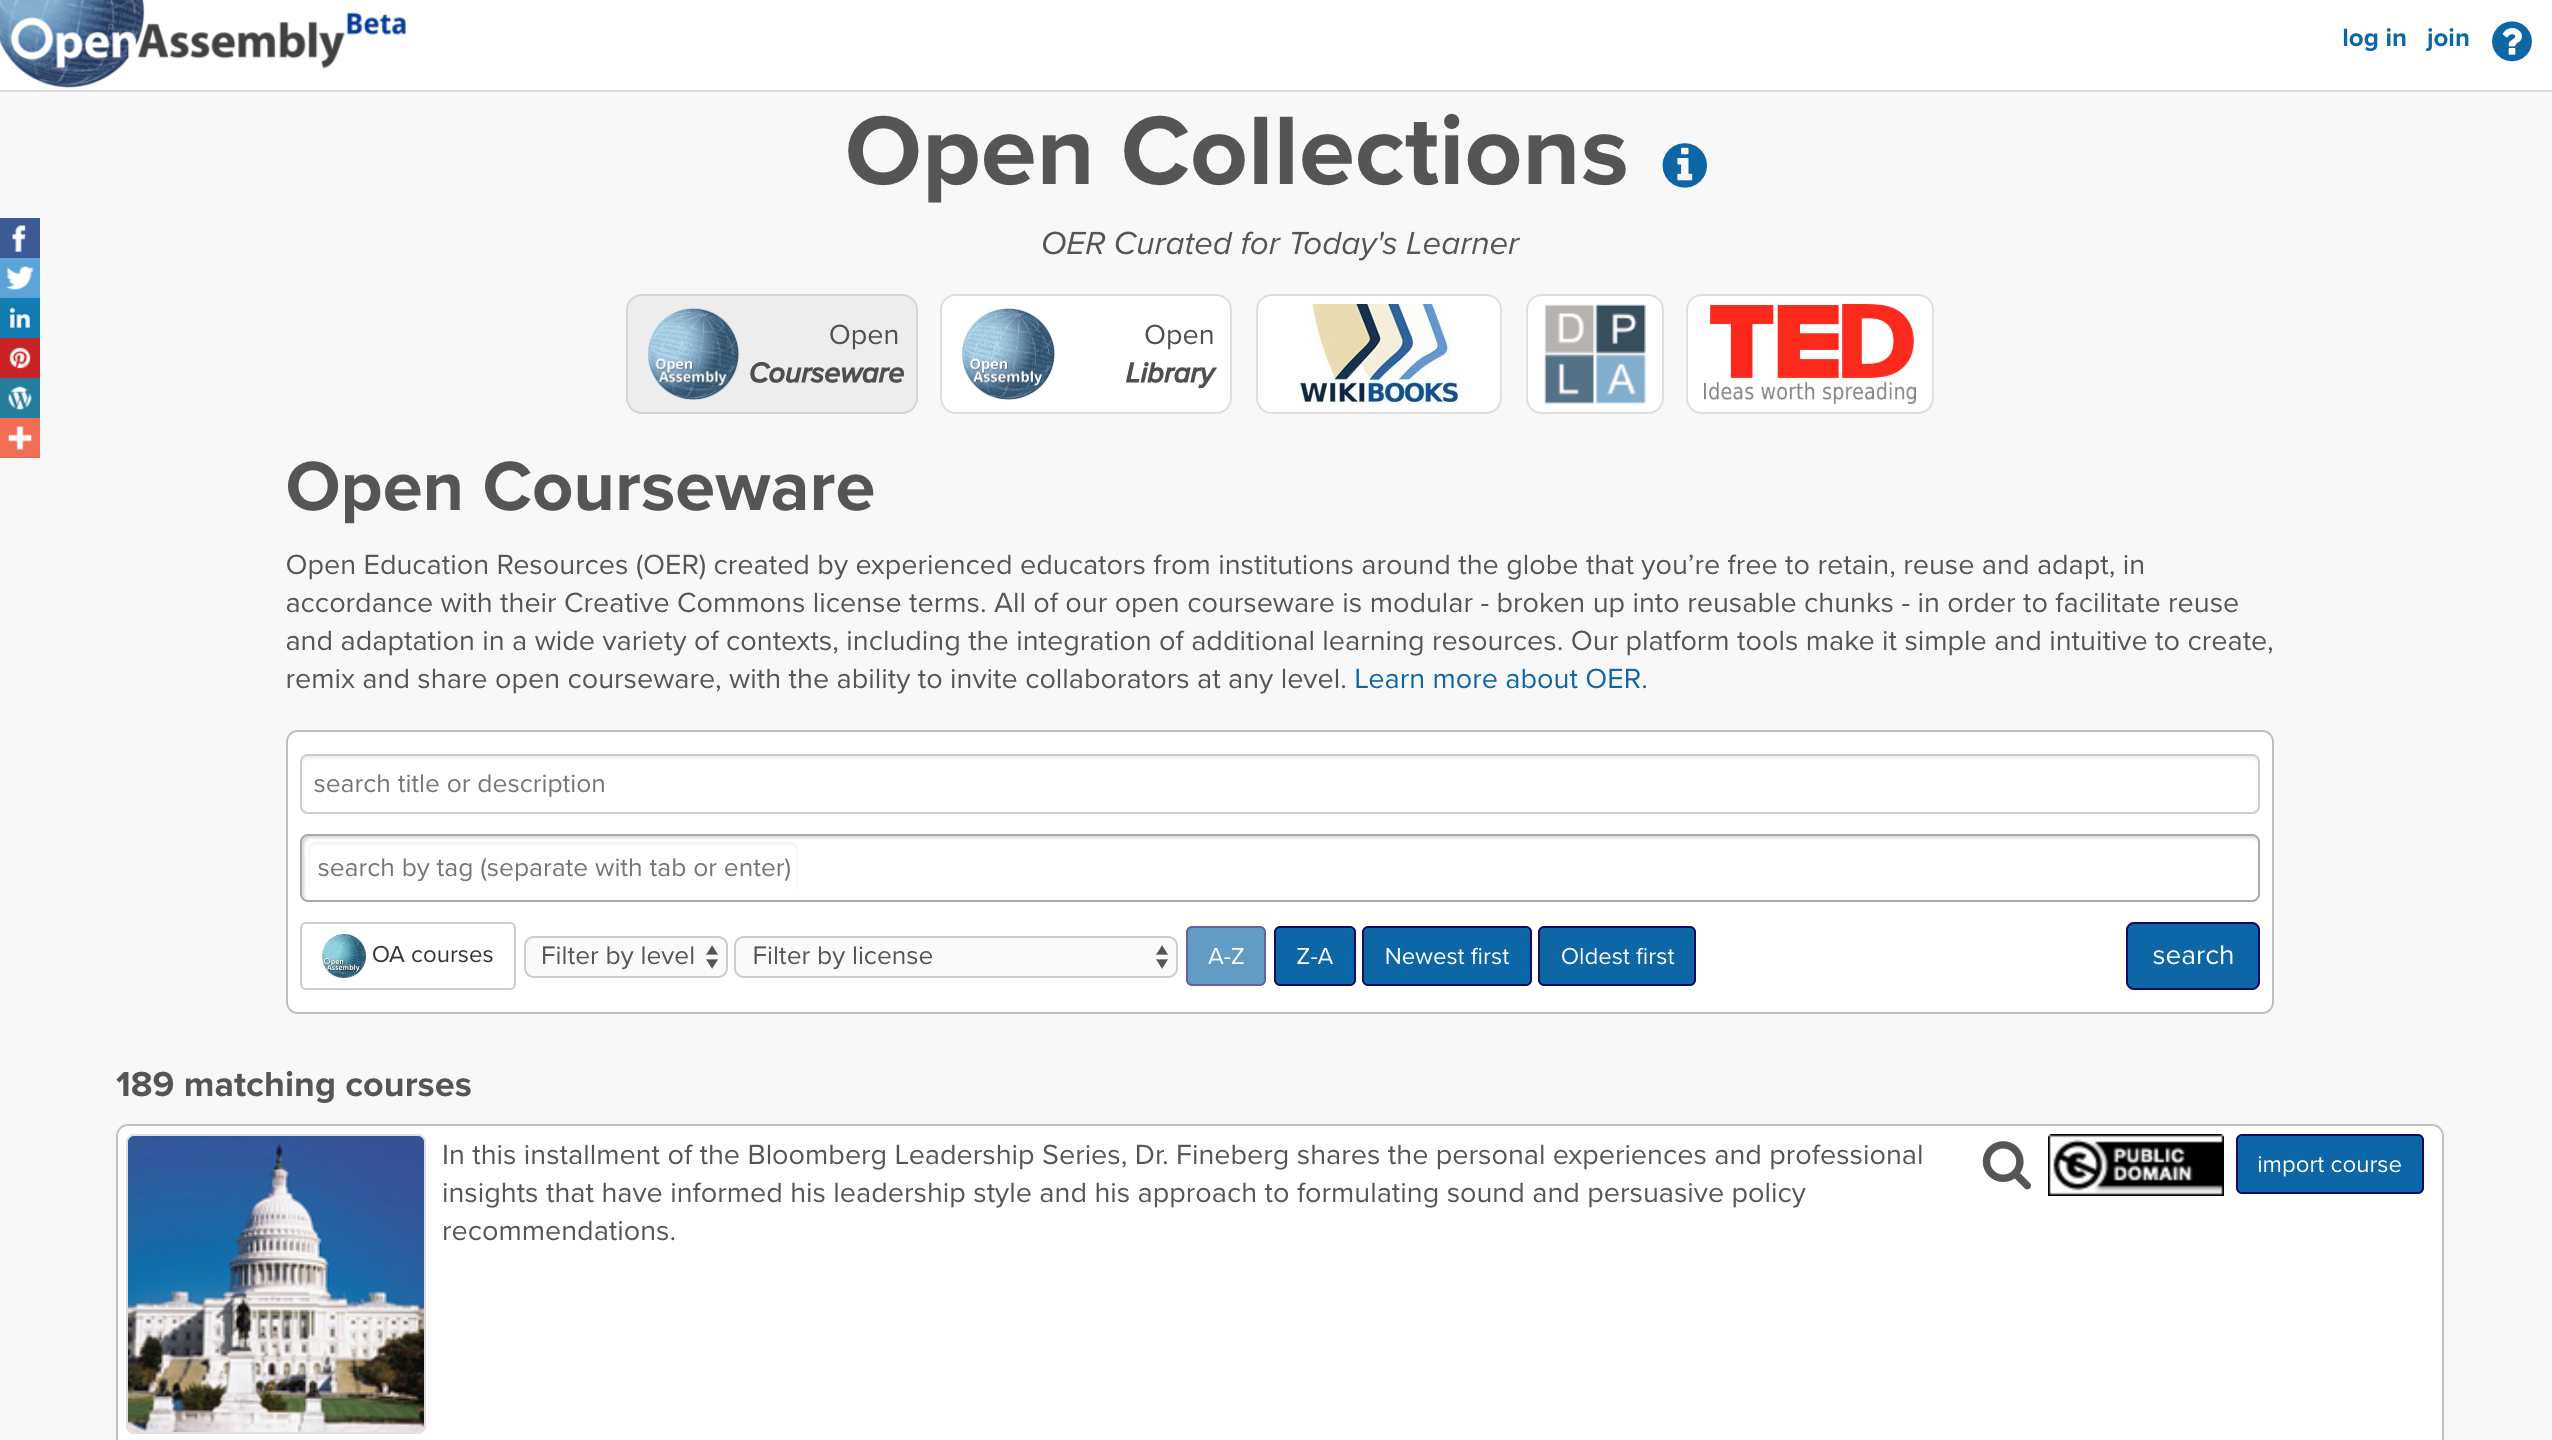 OpenAssembly Beta
log in join ?
Open Collections
OER Curated for Today's Learner
Open Assembly
Open
Courseware
Open Assembly
Open
Library
WIKIBOOKS
D P
L A
TED
Ideas worth spreading
Open Courseware
Open Education Resources (OER) created by experienced educators from institutions around the globe that you’re free to retain, reuse and adapt, in
accordance with their Creative Commons license terms. All of our open courseware is modular - broken up into reusable chunks - in order to facilitate reuse
and adaptation in a wide variety of contexts, including the integration of additional learning resources. Our platform tools make it simple and intuitive to create,
remix and share open courseware, with the ability to invite collaborators at any level. Learn more about OER.
search title or description
search by tag (separate with tab or enter)
Open Assembly OA courses Filter by level Filter by license A-Z Z-A Newest first Oldest first search
189 matching courses
In this installment of the Bloomberg Leadership Series, Dr. Fineberg shares the personal experiences and professional
insights that have informed his leadership style and his approach to formulating sound and persuasive policy
recommendations.
PUBLIC
DOMAIN
import course